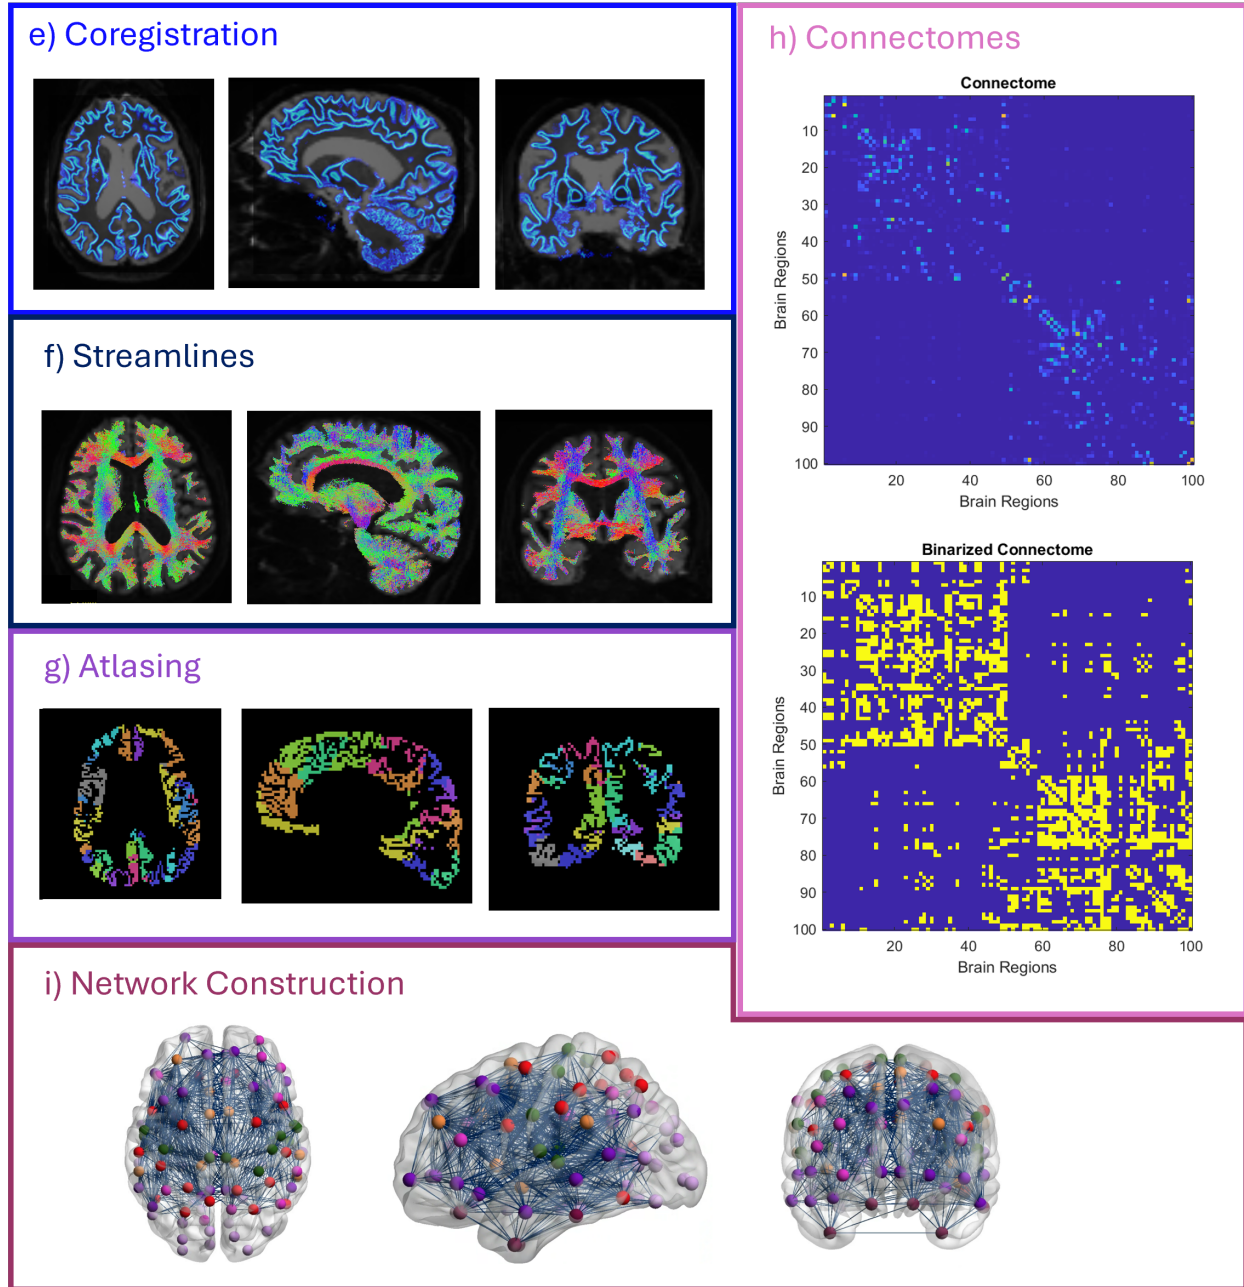 e) Coregistration
f) Streamlines
g) Atlasing
h) Connectomes
Connectome
10
20
30
40
50
60
70
80
90
100
Brain Regions
20
40
60
80
100
Brain Regions
Binarized Connectome
10
20
30
40
50
60
70
80
90
100
Brain Regions
20
40
60
80
100
Brain Regions
i) Network Construction